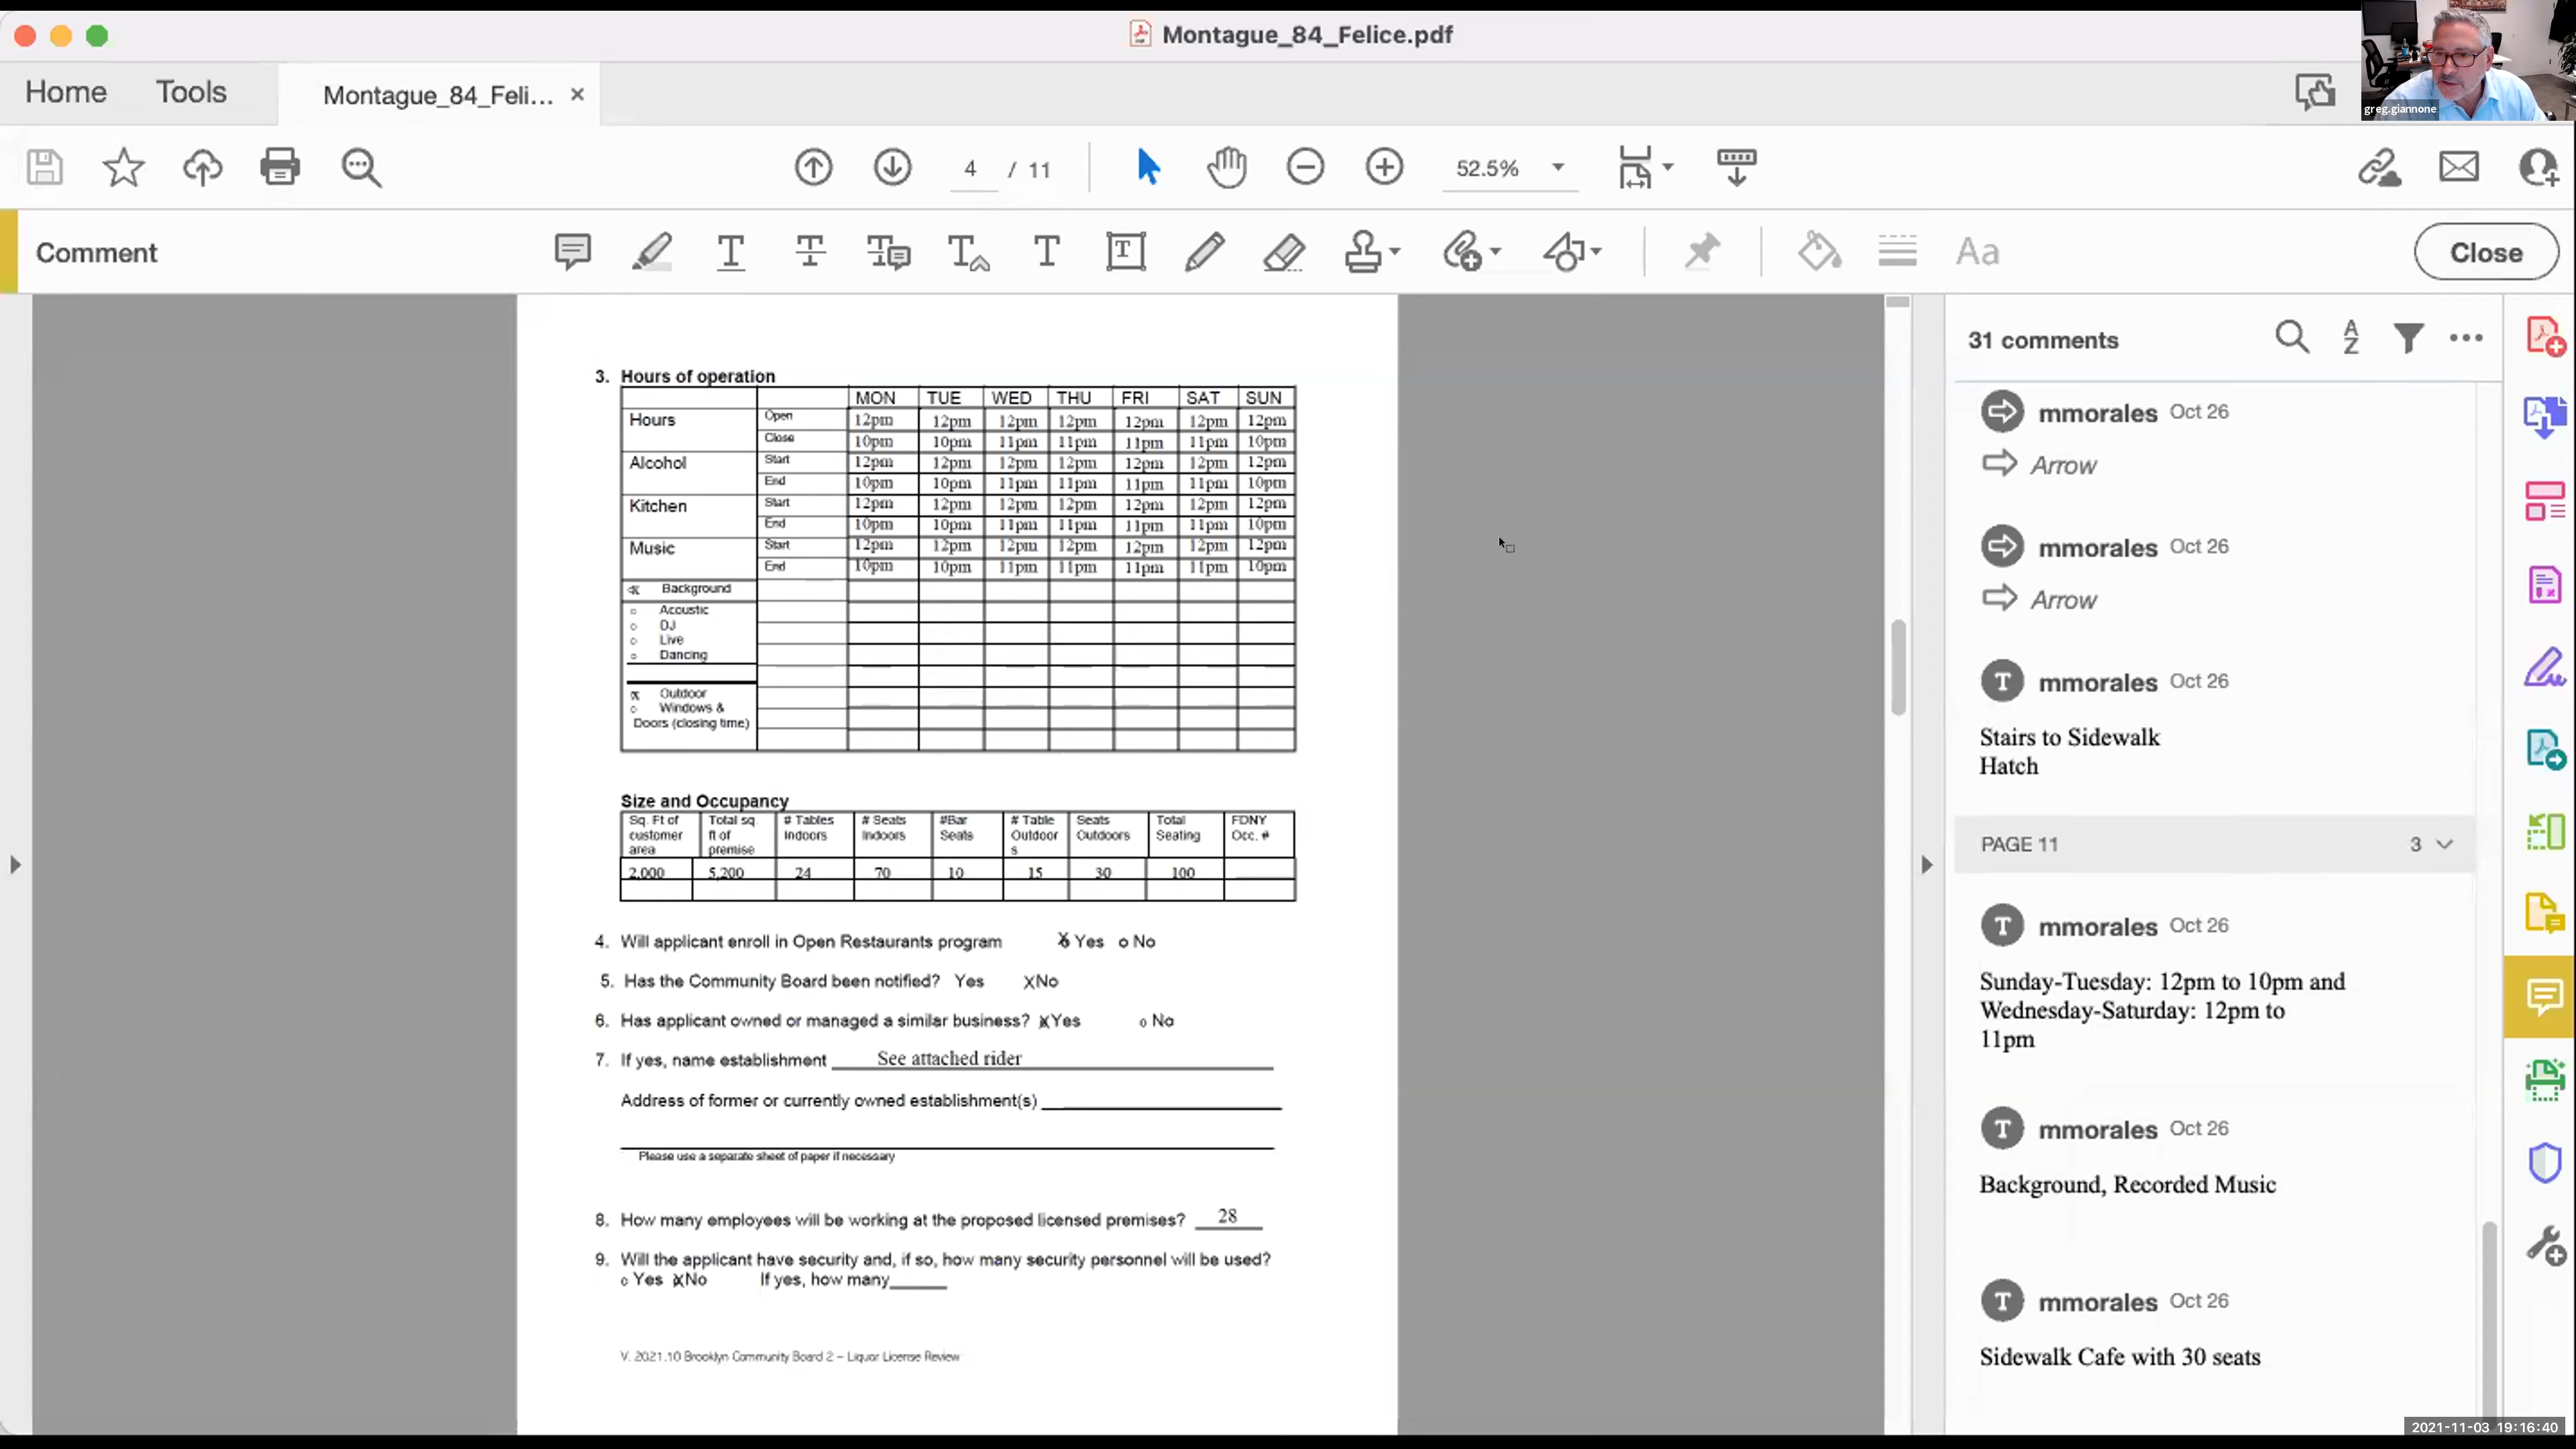 Montague_84_Felice.pdf
greg.giannone
Home Tools Montague_84_Feli... ×
4 / 11 52.5%
Comment Close
3. Hours of operation
MON TUE WED THU FRI SAT SUN
Hours Open 12pm 12pm 12pm 12pm 12pm 12pm 12pm
Close 10pm 10pm 11pm 11pm 11pm 11pm 10pm
Alcohol Start 12pm 12pm 12pm 12pm 12pm 12pm 12pm
End 10pm 10pm 11pm 11pm 11pm 11pm 10pm
Kitchen Start 12pm 12pm 12pm 12pm 12pm 12pm 12pm
End 10pm 10pm 11pm 11pm 11pm 11pm 10pm
Music Start 12pm 12pm 12pm 12pm 12pm 12pm 12pm
End 10pm 10pm 11pm 11pm 11pm 11pm 10pm
Background
o Acoustic
o DJ
o Live
o Dancing
x Outdoor
o Windows &
Doors (closing time)
Size and Occupancy
Sq. Ft of customer area Total sq. ft of premise # Tables Indoors # Seats Indoors #Bar Seats # Table Outdoor s Seats Outdoors Total Seating FDNY Occ. #
2,000 5,200 24 70 10 15 30 100
4. Will applicant enroll in Open Restaurants program X Yes o No
5. Has the Community Board been notified? Yes XNo
6. Has applicant owned or managed a similar business? XYes o No
7. If yes, name establishment See attached rider
Address of former or currently owned establishment(s)
Please use a separate sheet of paper if necessary
8. How many employees will be working at the proposed licensed premises? 28
9. Will the applicant have security and, if so, how many security personnel will be used?
o Yes XNo If yes, how many
V. 2021.10 Brooklyn Community Board 2 – Liquor License Review
31 comments
mmorales Oct 26
Arrow
mmorales Oct 26
Arrow
mmorales Oct 26
Stairs to Sidewalk
Hatch
PAGE 11 3
mmorales Oct 26
Sunday-Tuesday: 12pm to 10pm and
Wednesday-Saturday: 12pm to
11pm
mmorales Oct 26
Background, Recorded Music
mmorales Oct 26
Sidewalk Cafe with 30 seats
2021-11-03 19:16:40